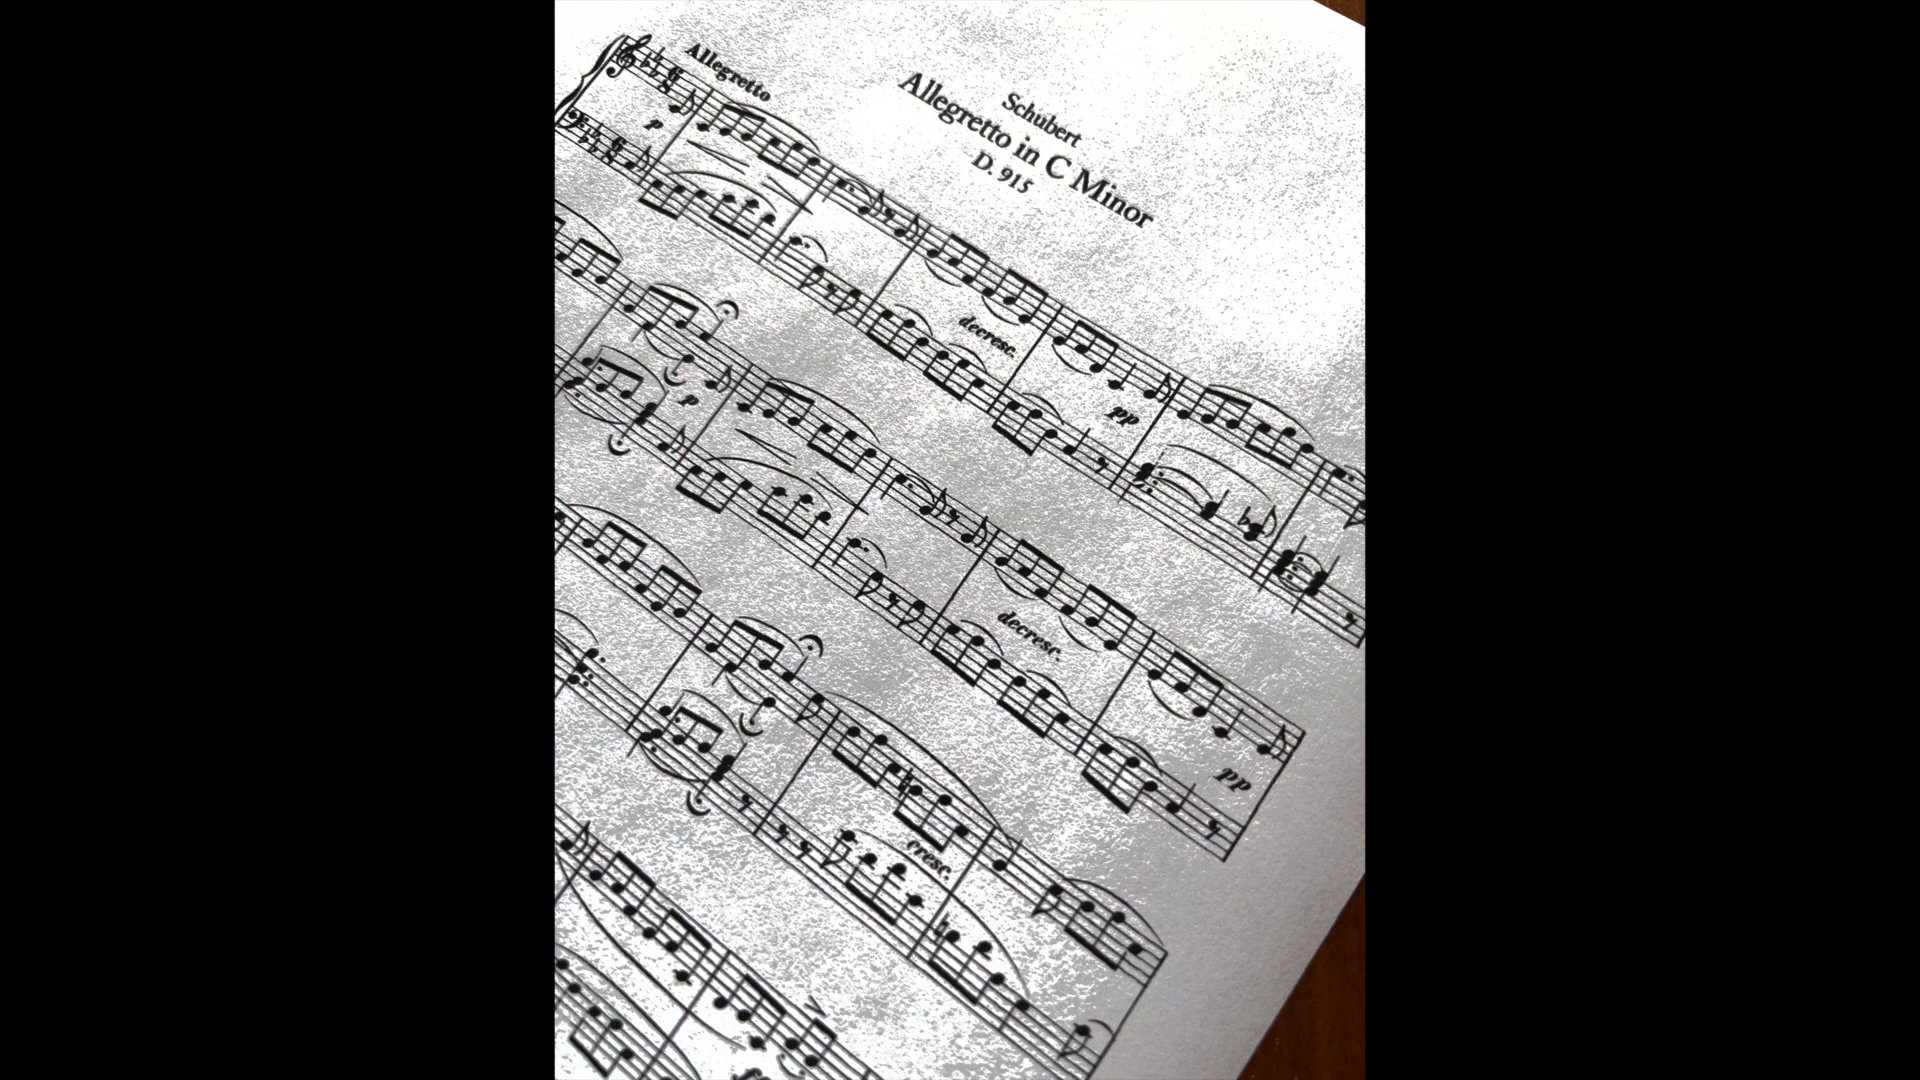 Schubert
Allegretto in C Minor
D. 915
Allegretto
p
decresc.
pp
p
decresc.
pp
cresc.